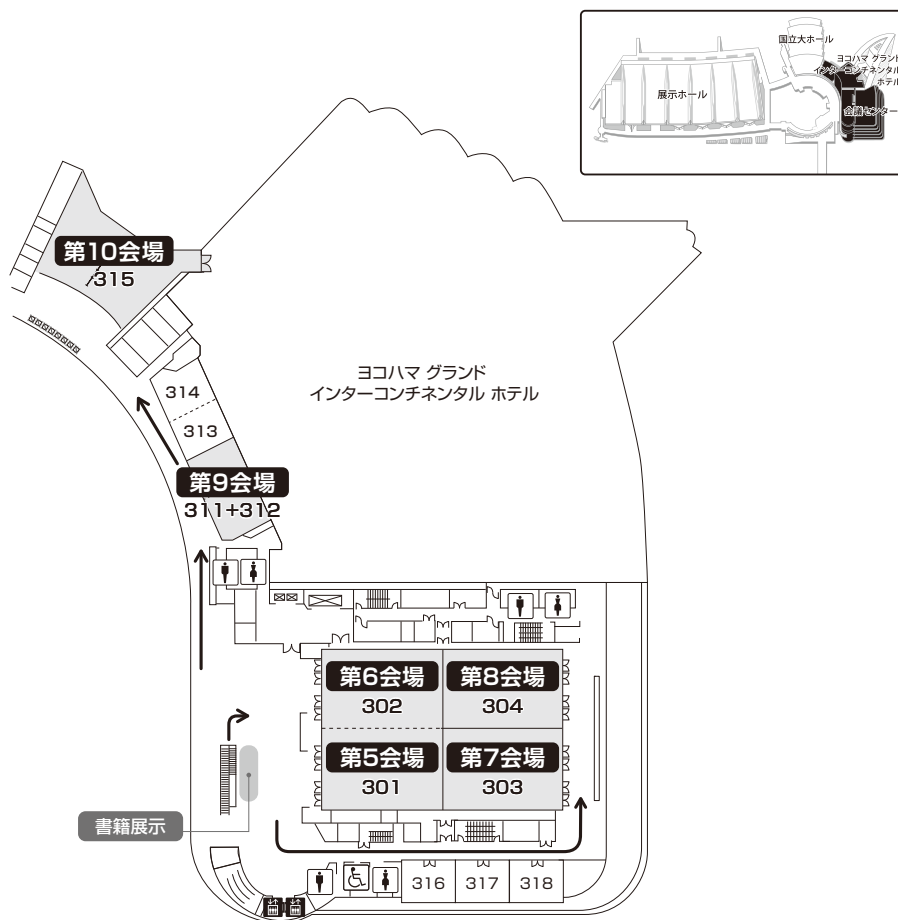 国立大ホール
ヨコハマ グランド
インターコンチネンタル
ホテル
展示ホール
会議センター
第10会場
315
ヨコハマ グランド
インターコンチネンタル ホテル
314
313
第9会場
311+312
第6会場
302
第8会場
304
第5会場
301
第7会場
303
書籍展示
316
317
318